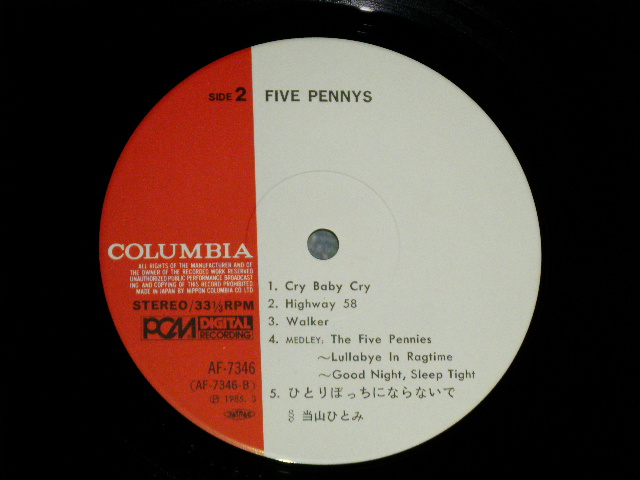 SIDE 2
FIVE PENNYS
COLUMBIA
ALL RIGHTS OF THE MANUFACTURER AND OF
THE OWNER OF THE RECORDED WORK RESERVED
UNAUTHORIZED PUBLIC PERFORMANCE BROADCAST
ING AND COPYING OF THIS RECORD PROHIBITED
MADE IN JAPAN BY NIPPON COLUMBIA CO LTD
STEREO/33⅓RPM
PCM DIGITAL
RECORDING
AF-7346
(AF-7346-B)
Ⓟ 1985. 3
1. Cry Baby Cry
2. Highway 58
3. Walker
4. MEDLEY; The Five Pennies
~Lullabye In Ragtime
~Good Night, Sleep Tight
5. ひとりぼっちにならないで
当山ひとみ